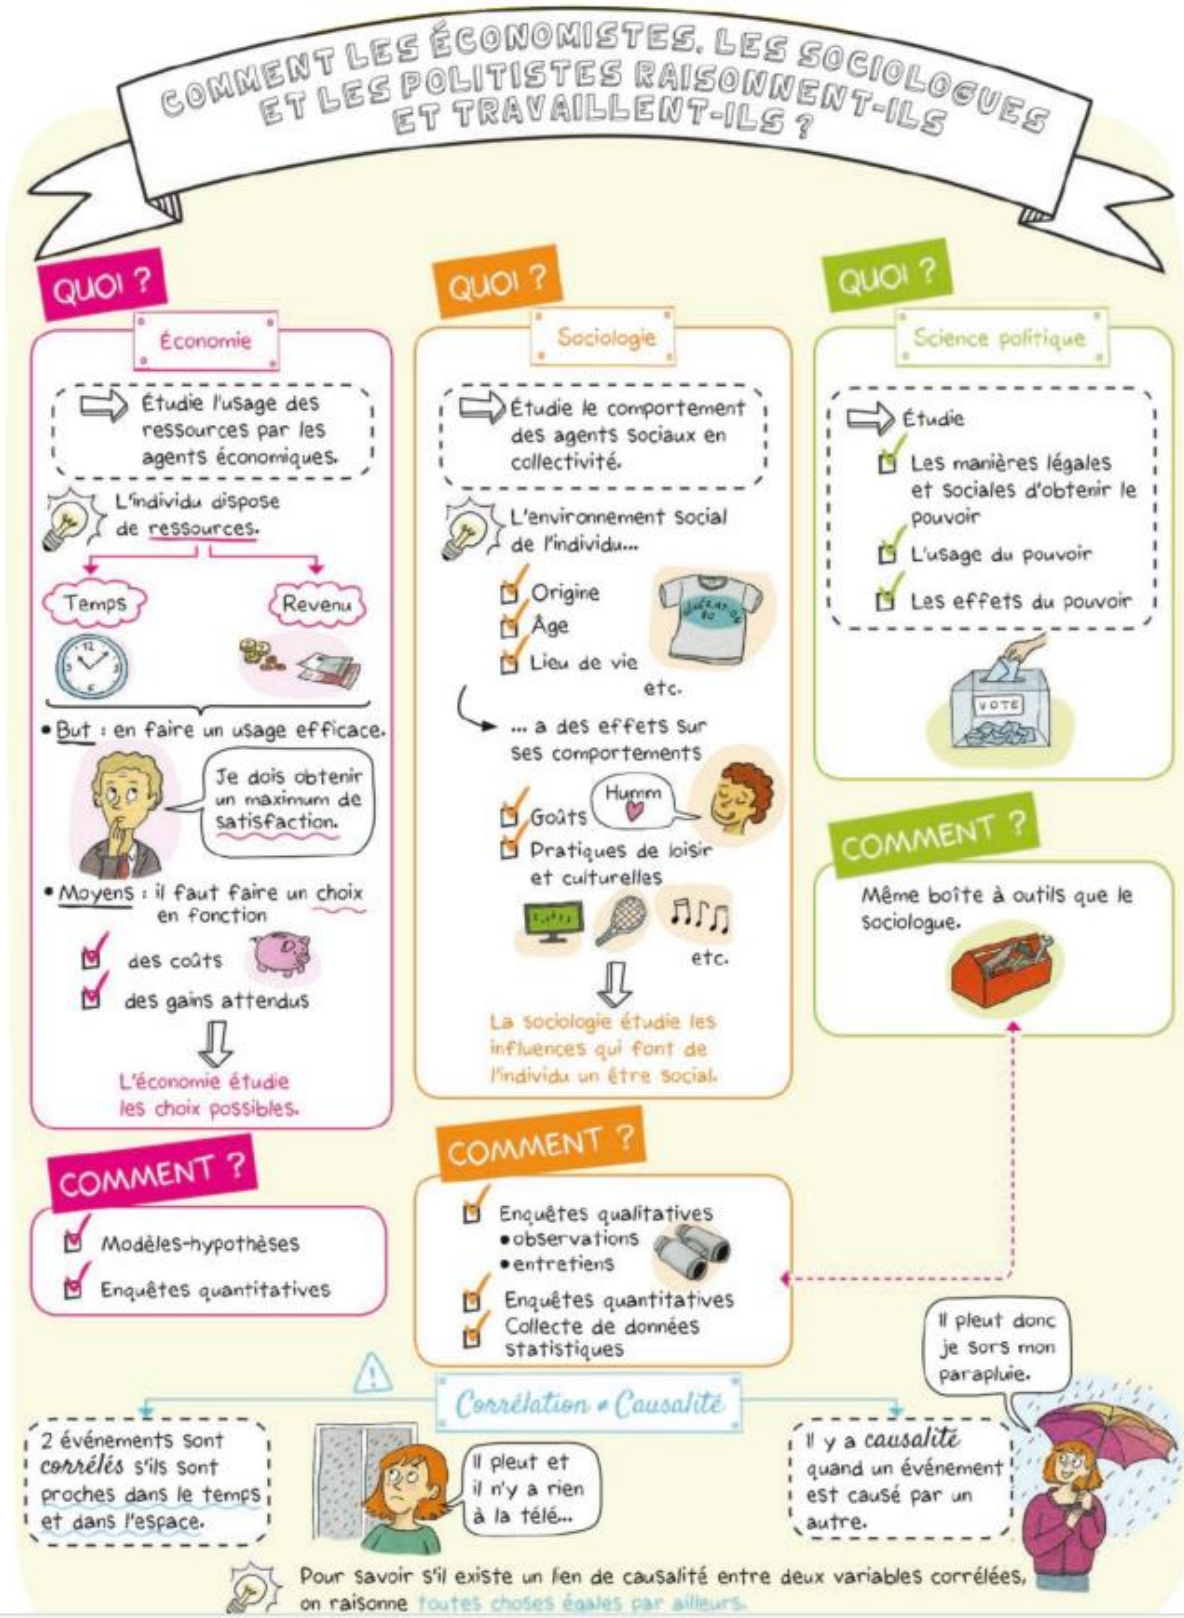 COMMENT LES ÉCONOMISTES, LES SOCIOLOGUES
ET LES POLITISTES RAISONNENT-ILS
ET TRAVAILLENT-ILS ?
QUOI ?
Économie
Étudie l'usage des
ressources par les
agents économiques.
L'individu dispose
de ressources.
Temps
Revenu
12
3
6
• But : en faire un usage efficace.
Je dois obtenir
un maximum de
satisfaction.
• Moyens : il faut faire un choix
en fonction
des coûts
des gains attendus
L'économie étudie
les choix possibles.
COMMENT ?
Modèles-hypothèses
Enquêtes quantitatives
QUOI ?
Sociologie
Étudie le comportement
des agents sociaux en
collectivité.
L'environnement social
de l'individu...
Origine
Âge
Lieu de vie
etc.
GÉNÉRATION
80
... a des effets sur
ses comportements
Goûts
Humm
Pratiques de loisir
et culturelles
etc.
La sociologie étudie les
influences qui font de
l'individu un être social.
COMMENT ?
Enquêtes qualitatives
• observations
• entretiens
Enquêtes quantitatives
Collecte de données
statistiques
QUOI ?
Science politique
Étudie
Les manières légales
et sociales d'obtenir le
pouvoir
L'usage du pouvoir
Les effets du pouvoir
VOTE
COMMENT ?
Même boîte à outils que le
sociologue.
Corrélation ≠ Causalité
2 événements sont
corrélés s'ils sont
proches dans le temps
et dans l'espace.
Il pleut et
il n'y a rien
à la télé...
Il y a causalité
quand un événement
est causé par un
autre.
Il pleut donc
je sors mon
parapluie.
Pour savoir s'il existe un lien de causalité entre deux variables corrélées,
on raisonne toutes choses égales par ailleurs.